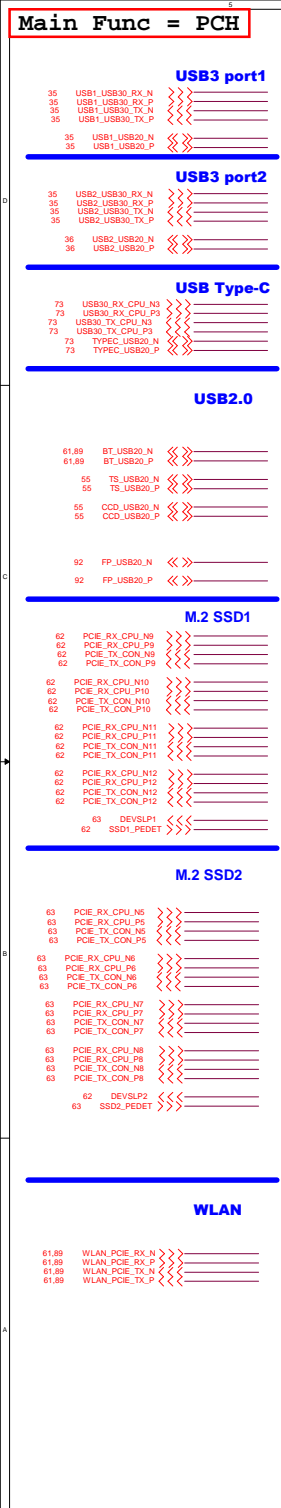 5
Main Func = PCH
USB3 port1
35 USB1_USB30_RX_N
35 USB1_USB30_RX_P
35 USB1_USB30_TX_N
35 USB1_USB30_TX_P
35 USB1_USB20_N
35 USB1_USB20_P
USB3 port2
D
35 USB2_USB30_RX_N
35 USB2_USB30_RX_P
35 USB2_USB30_TX_N
35 USB2_USB30_TX_P
36 USB2_USB20_N
36 USB2_USB20_P
USB Type-C
73 USB30_RX_CPU_N3
73 USB30_RX_CPU_P3
73 USB30_TX_CPU_N3
73 USB30_TX_CPU_P3
73 TYPEC_USB20_N
73 TYPEC_USB20_P
USB2.0
61,89 BT_USB20_N
61,89 BT_USB20_P
55 TS_USB20_N
55 TS_USB20_P
55 CCD_USB20_N
55 CCD_USB20_P
92 FP_USB20_N
C
92 FP_USB20_P
M.2 SSD1
62 PCIE_RX_CPU_N9
62 PCIE_RX_CPU_P9
62 PCIE_TX_CON_N9
62 PCIE_TX_CON_P9
62 PCIE_RX_CPU_N10
62 PCIE_RX_CPU_P10
62 PCIE_TX_CON_N10
62 PCIE_TX_CON_P10
62 PCIE_RX_CPU_N11
62 PCIE_RX_CPU_P11
62 PCIE_TX_CON_N11
62 PCIE_TX_CON_P11
62 PCIE_RX_CPU_N12
62 PCIE_RX_CPU_P12
62 PCIE_TX_CON_N12
62 PCIE_TX_CON_P12
63 DEVSLP1
62 SSD1_PEDET
M.2 SSD2
63 PCIE_RX_CPU_N5
63 PCIE_RX_CPU_P5
63 PCIE_TX_CON_N5
63 PCIE_TX_CON_P5
B
63 PCIE_RX_CPU_N6
63 PCIE_RX_CPU_P6
63 PCIE_TX_CON_N6
63 PCIE_TX_CON_P6
63 PCIE_RX_CPU_N7
63 PCIE_RX_CPU_P7
63 PCIE_TX_CON_N7
63 PCIE_TX_CON_P7
63 PCIE_RX_CPU_N8
63 PCIE_RX_CPU_P8
63 PCIE_TX_CON_N8
63 PCIE_TX_CON_P8
62 DEVSLP2
63 SSD2_PEDET
WLAN
61,89 WLAN_PCIE_RX_N
61,89 WLAN_PCIE_RX_P
61,89 WLAN_PCIE_TX_N
61,89 WLAN_PCIE_TX_P
A